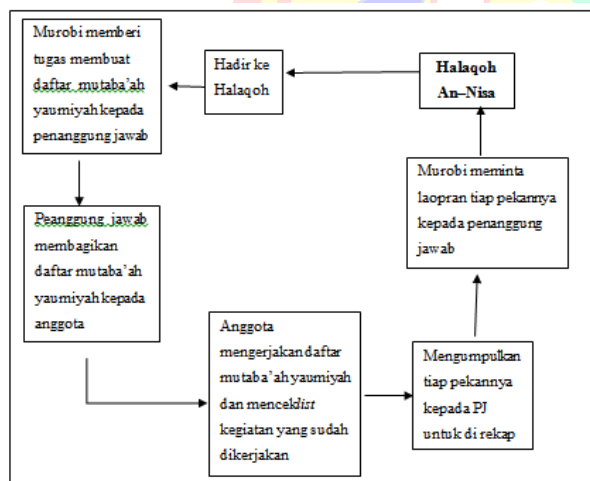 Halaqoh
An–Nisa
Hadir ke
Halaqoh
Murobi memberi
tugas membuat
daftar mutaba’ah
yaumiyah kepada
penanggung jawab
Peanggung jawab
membagikan
daftar mutaba’ah
yaumiyah kepada
anggota
Anggota
mengerjakan daftar
mutaba’ah yaumiyah
dan menceklist
kegiatan yang sudah
dikerjakan
Mengumpulkan
tiap pekannya
kepada PJ
untuk di rekap
Murobi meminta
laopran tiap pekannya
kepada penanggung
jawab